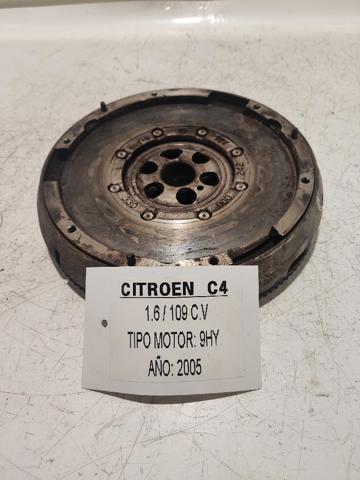 CITROEN C4
1.6 / 109 C.V
TIPO MOTOR: 9HY
AÑO: 2005